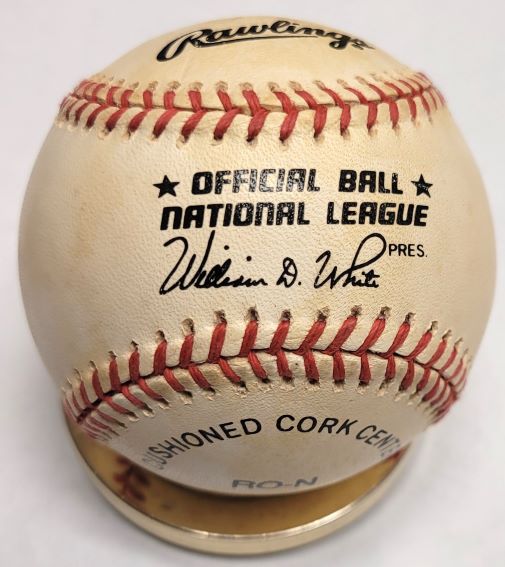 Rawlings
★ OFFICIAL BALL ★
NATIONAL LEAGUE
William D. White PRES.
CUSHIONED CORK CENTER
RO-N